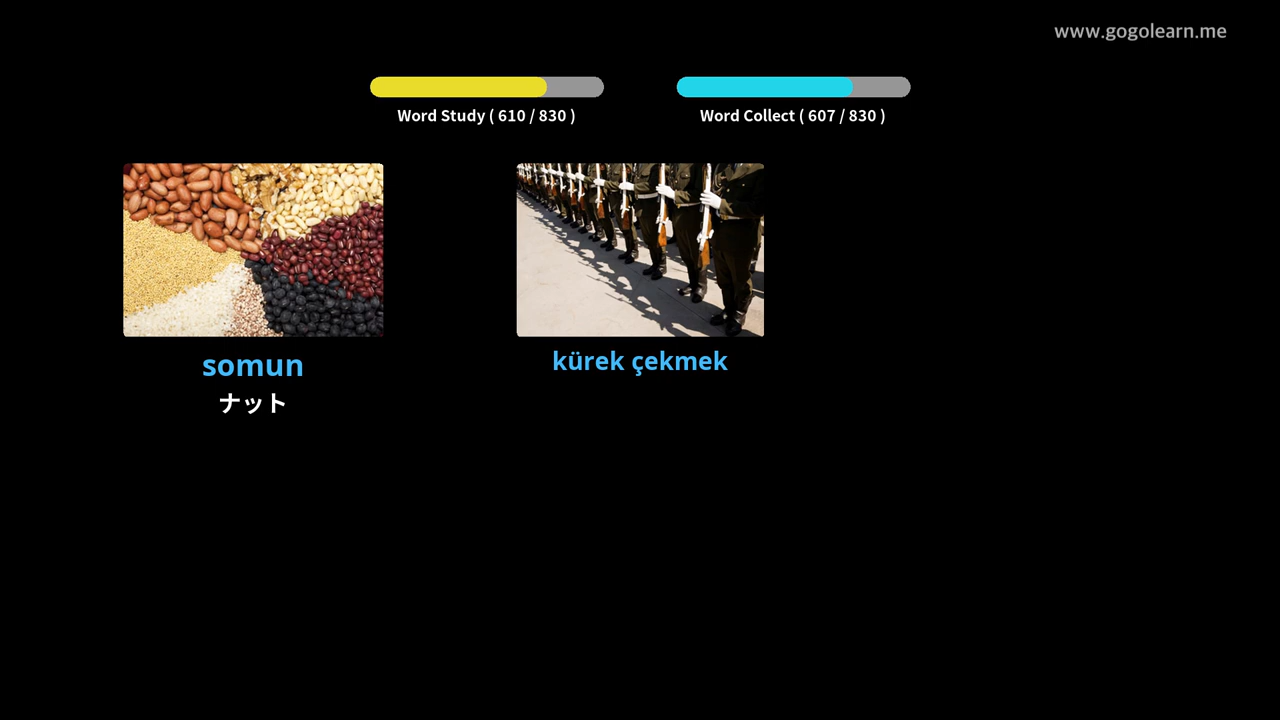 www.gogolearn.me
Word Study ( 610 / 830 )
Word Collect ( 607 / 830 )
somun
ナット
kürek çekmek